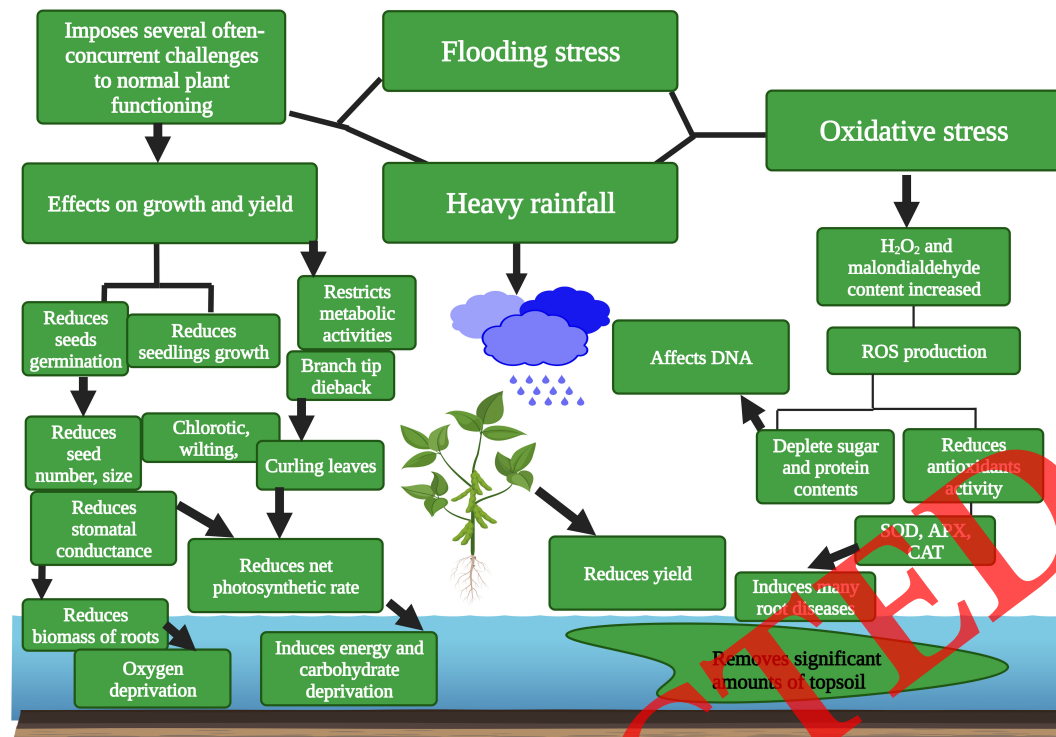 Imposes several often-
concurrent challenges
to normal plant
functioning
Flooding stress
Oxidative stress
Effects on growth and yield
Heavy rainfall
H₂O₂ and
malondialdehyde
content increased
Restricts
metabolic
activities
Reduces
seeds
germination
Reduces
seedlings growth
Affects DNA
ROS production
Branch tip
dieback
Reduces
seed
number, size
Chlorotic,
wilting,
Curling leaves
Deplete sugar
and protein
contents
Reduces
antioxidants
activity
Reduces
stomatal
conductance
SOD, APX,
CAT
Reduces net
photosynthetic rate
Reduces yield
Induces many
root diseases
Reduces
biomass of roots
Oxygen
deprivation
Induces energy and
carbohydrate
deprivation
Removes significant
amounts of topsoil
CTED